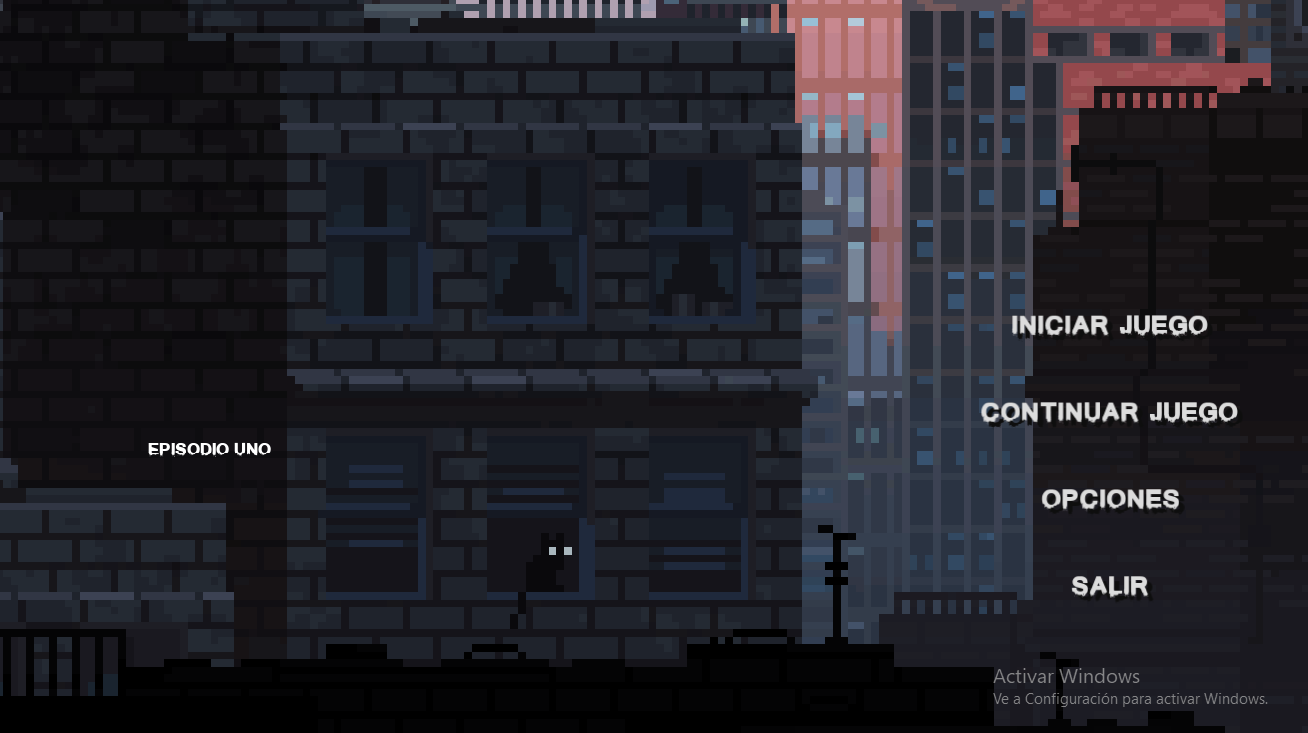 INICIAR JUEGO
CONTINUAR JUEGO
EPISODIO UNO
OPCIONES
SALIR
Activar Windows
Ve a Configuración para activar Windows.